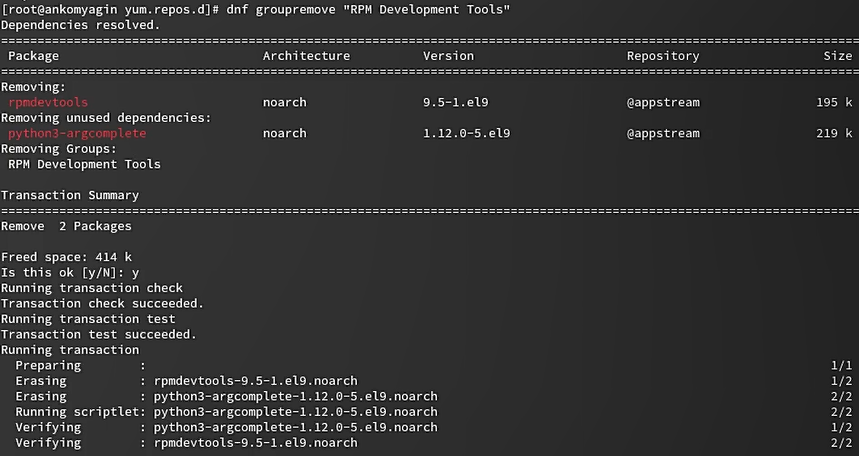 [root@ankomyagin yum.repos.d]# dnf groupremove "RPM Development Tools"
Dependencies resolved.
================================================================================
Package Architecture Version Repository Size
================================================================================
Removing:
rpmdevtools noarch 9.5-1.el9 @appstream 195 k
Removing unused dependencies:
python3-argcomplete noarch 1.12.0-5.el9 @appstream 219 k
Removing Groups:
RPM Development Tools
Transaction Summary
================================================================================
Remove  2 Packages
Freed space: 414 k
Is this ok [y/N]: y
Running transaction check
Transaction check succeeded.
Running transaction test
Transaction test succeeded.
Running transaction
Preparing : 1/1
Erasing : rpmdevtools-9.5-1.el9.noarch 1/2
Erasing : python3-argcomplete-1.12.0-5.el9.noarch 2/2
Running scriptlet: python3-argcomplete-1.12.0-5.el9.noarch 2/2
Verifying : python3-argcomplete-1.12.0-5.el9.noarch 1/2
Verifying : rpmdevtools-9.5-1.el9.noarch 2/2